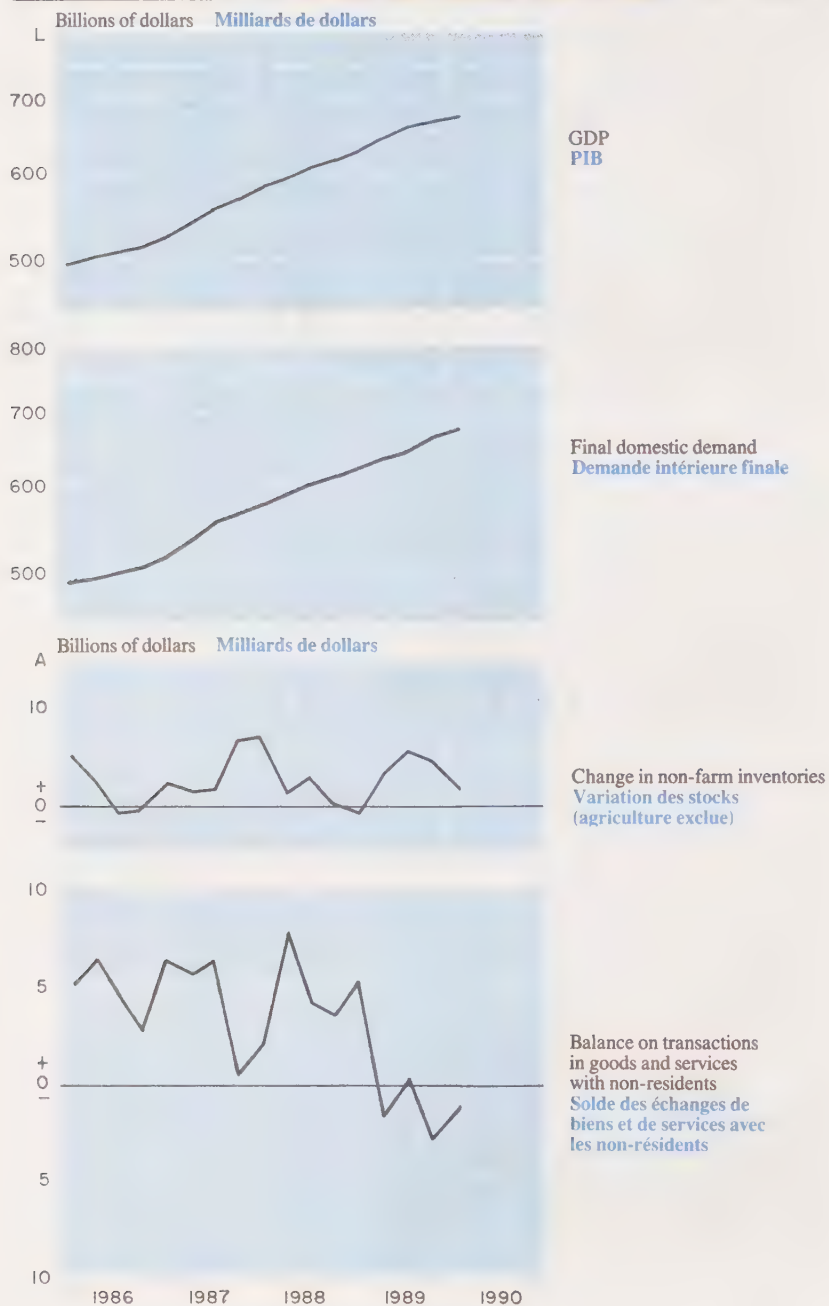 Billions of dollars Milliards de dollars
L
700
600
500
GDP
PIB
800
700
600
500
Final domestic demand
Demande intérieure finale
Billions of dollars Milliards de dollars
A
10
+
0
−
Change in non-farm inventories
Variation des stocks
(agriculture exclue)
10
5
+
0
−
5
10
Balance on transactions
in goods and services
with non-residents
Solde des échanges de
biens et de services avec
les non-résidents
1986 1987 1988 1989 1990